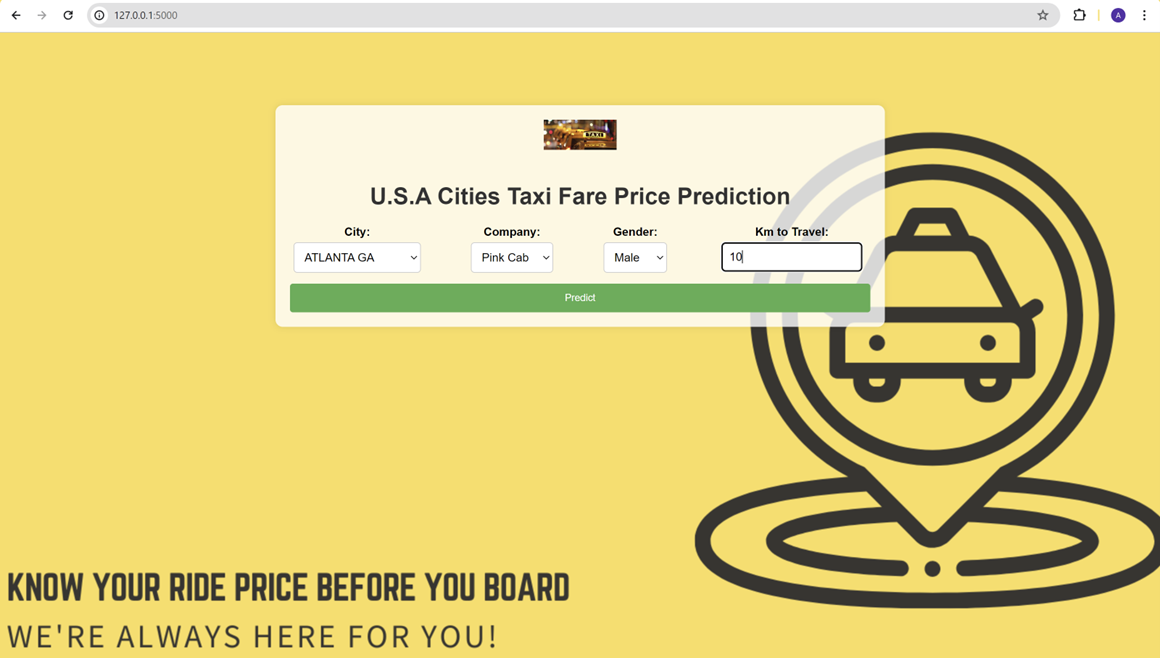 127.0.0.1:5000
A
TAXI
U.S.A Cities Taxi Fare Price Prediction
City: Company: Gender: Km to Travel:
ATLANTA GA Pink Cab Male 10
Predict
KNOW YOUR RIDE PRICE BEFORE YOU BOARD
WE'RE ALWAYS HERE FOR YOU!